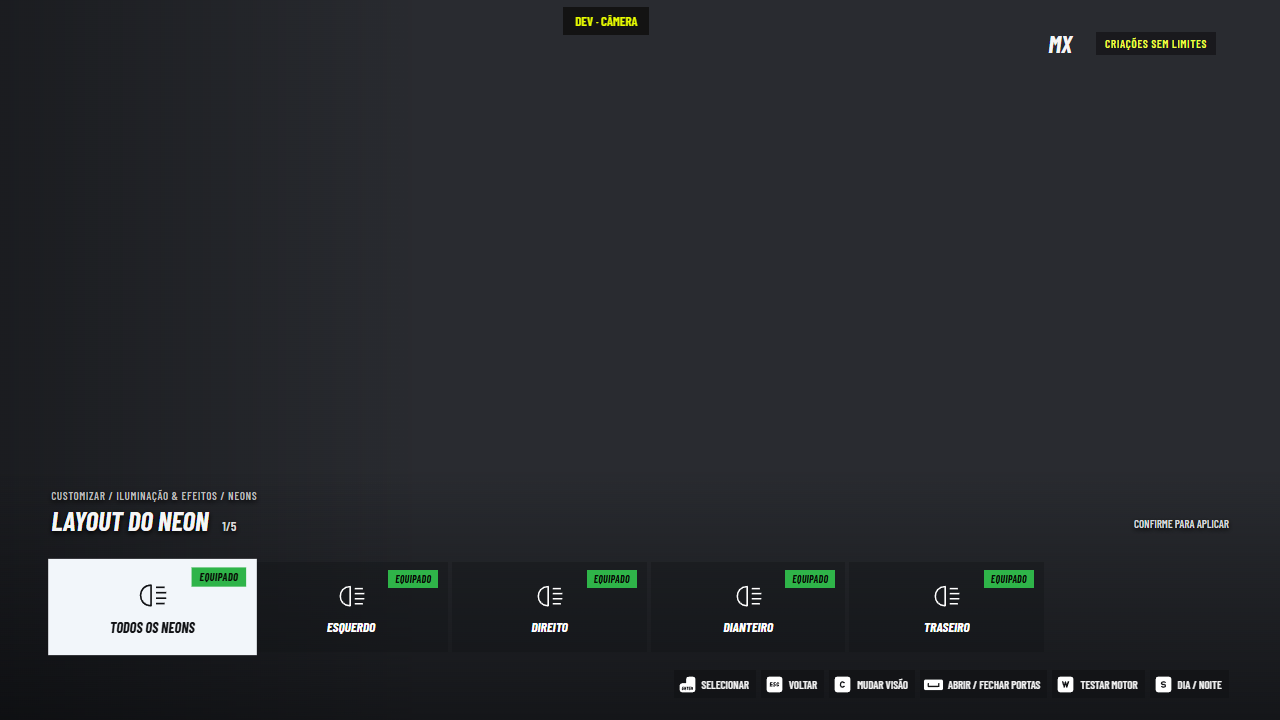 DEV - CÂMERA
MX
CRIAÇÕES SEM LIMITES
CUSTOMIZAR / ILUMINAÇÃO & EFEITOS / NEONS
LAYOUT DO NEON 1/5
CONFIRME PARA APLICAR
EQUIPADO
TODOS OS NEONS
EQUIPADO
ESQUERDO
EQUIPADO
DIREITO
EQUIPADO
DIANTEIRO
EQUIPADO
TRASEIRO
ENTER SELECIONAR
ESC VOLTAR
C MUDAR VISÃO
ABRIR / FECHAR PORTAS
W TESTAR MOTOR
S DIA / NOITE